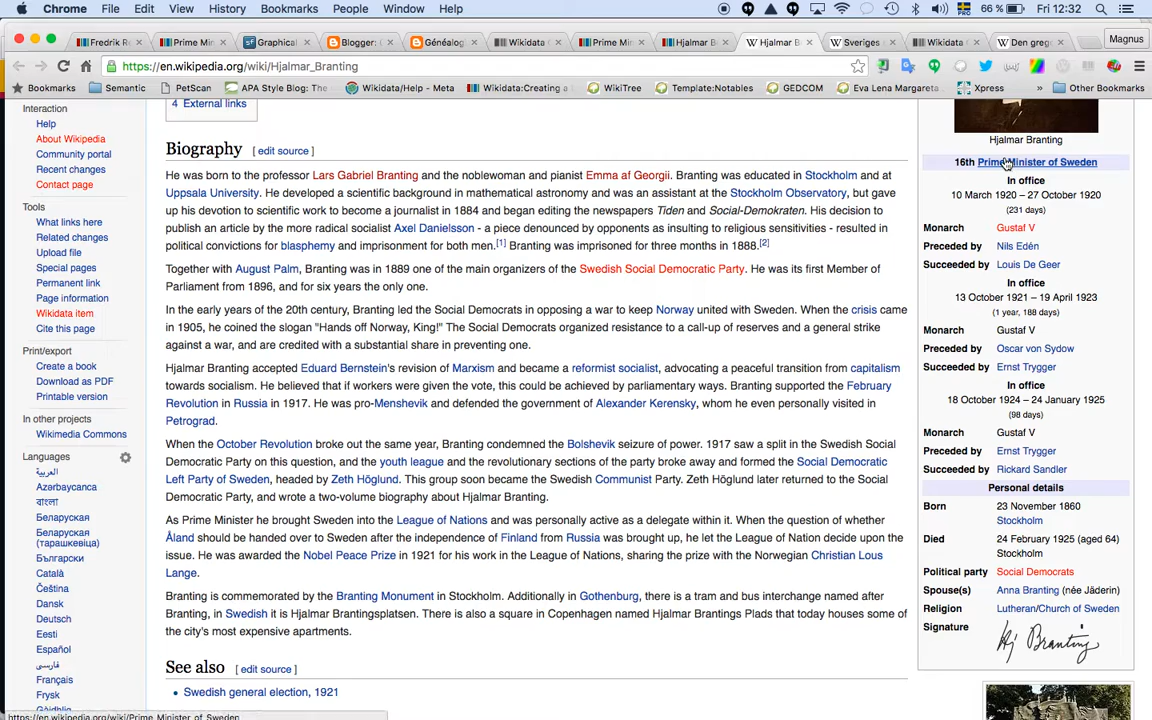 Chrome File Edit View History Bookmarks People Window Help 66 % Fri 12:32
Fredrik R Prime Min Graphical Blogger: Généalog Wikidata Prime Min Hjalmar B Hjalmar B Sveriges Wikidata Den greg Magnus
https://en.wikipedia.org/wiki/Hjalmar_Branting
Bookmarks Semantic PetScan APA Style Blog: The Wikidata/Help - Meta Wikidata:Creating a WikiTree Template:Notables GEDCOM Eva Lena Margareta Xpress » Other Bookmarks
Interaction
Help
About Wikipedia
Community portal
Recent changes
Contact page
Tools
What links here
Related changes
Upload file
Special pages
Permanent link
Page information
Wikidata item
Cite this page
Print/export
Create a book
Download as PDF
Printable version
In other projects
Wikimedia Commons
Languages
العربية
Azərbaycanca
বাংলা
Беларуская
Беларуская
(тарашкевіца)
Български
Català
Čeština
Dansk
Deutsch
Eesti
Español
فارسی
Français
Frysk
Gàidhlig
4 External links
Biography [ edit source ]
He was born to the professor Lars Gabriel Branting and the noblewoman and pianist Emma af Georgii. Branting was educated in Stockholm and at
Uppsala University. He developed a scientific background in mathematical astronomy and was an assistant at the Stockholm Observatory, but gave
up his devotion to scientific work to become a journalist in 1884 and began editing the newspapers Tiden and Social-Demokraten. His decision to
publish an article by the more radical socialist Axel Danielsson - a piece denounced by opponents as insulting to religious sensitivities - resulted in
political convictions for blasphemy and imprisonment for both men.[1] Branting was imprisoned for three months in 1888.[2]
Together with August Palm, Branting was in 1889 one of the main organizers of the Swedish Social Democratic Party. He was its first Member of
Parliament from 1896, and for six years the only one.
In the early years of the 20th century, Branting led the Social Democrats in opposing a war to keep Norway united with Sweden. When the crisis came
in 1905, he coined the slogan "Hands off Norway, King!" The Social Democrats organized resistance to a call-up of reserves and a general strike
against a war, and are credited with a substantial share in preventing one.
Hjalmar Branting accepted Eduard Bernstein's revision of Marxism and became a reformist socialist, advocating a peaceful transition from capitalism
towards socialism. He believed that if workers were given the vote, this could be achieved by parliamentary ways. Branting supported the February
Revolution in Russia in 1917. He was pro-Menshevik and defended the government of Alexander Kerensky, whom he even personally visited in
Petrograd.
When the October Revolution broke out the same year, Branting condemned the Bolshevik seizure of power. 1917 saw a split in the Swedish Social
Democratic Party on this question, and the youth league and the revolutionary sections of the party broke away and formed the Social Democratic
Left Party of Sweden, headed by Zeth Höglund. This group soon became the Swedish Communist Party. Zeth Höglund later returned to the Social
Democratic Party, and wrote a two-volume biography about Hjalmar Branting.
As Prime Minister he brought Sweden into the League of Nations and was personally active as a delegate within it. When the question of whether
Åland should be handed over to Sweden after the independence of Finland from Russia was brought up, he let the League of Nation decide upon the
issue. He was awarded the Nobel Peace Prize in 1921 for his work in the League of Nations, sharing the prize with the Norwegian Christian Lous
Lange.
Branting is commemorated by the Branting Monument in Stockholm. Additionally in Gothenburg, there is a tram and bus interchange named after
Branting, in Swedish it is Hjalmar Brantingsplatsen. There is also a square in Copenhagen named Hjalmar Brantings Plads that today houses some of
the city's most expensive apartments.
See also [ edit source ]
• Swedish general election, 1921
Hjalmar Branting
16th Prime Minister of Sweden
In office
10 March 1920 – 27 October 1920
(231 days)
Monarch Gustaf V
Preceded by Nils Edén
Succeeded by Louis De Geer
In office
13 October 1921 – 19 April 1923
(1 year, 188 days)
Monarch Gustaf V
Preceded by Oscar von Sydow
Succeeded by Ernst Trygger
In office
18 October 1924 – 24 January 1925
(98 days)
Monarch Gustaf V
Preceded by Ernst Trygger
Succeeded by Rickard Sandler
Personal details
Born 23 November 1860
Stockholm
Died 24 February 1925 (aged 64)
Stockholm
Political party Social Democrats
Spouse(s) Anna Branting (née Jäderin)
Religion Lutheran/Church of Sweden
Signature Hj Branting
https://en.wikipedia.org/wiki/Prime_Minister_of_Sweden